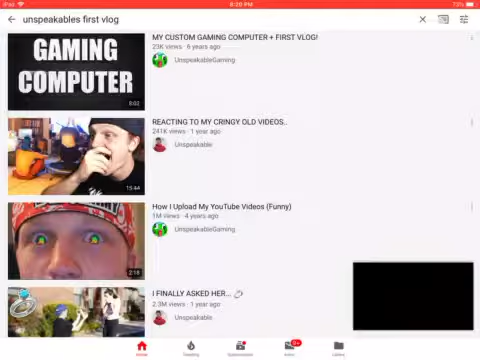 iPad
8:20 PM
73%
unspeakables first vlog
GAMING
COMPUTER
8:02
MY CUSTOM GAMING COMPUTER + FIRST VLOG!
23K views · 6 years ago
UnspeakableGaming
15:44
REACTING TO MY CRINGY OLD VIDEOS..
241K views · 1 year ago
Unspeakable
2:18
How I Upload My YouTube Videos (Funny)
1M views · 4 years ago
UnspeakableGaming
I FINALLY ASKED HER...
2.3M views · 1 year ago
Unspeakable
Home
Trending
Subscriptions
9+
Inbox
Library